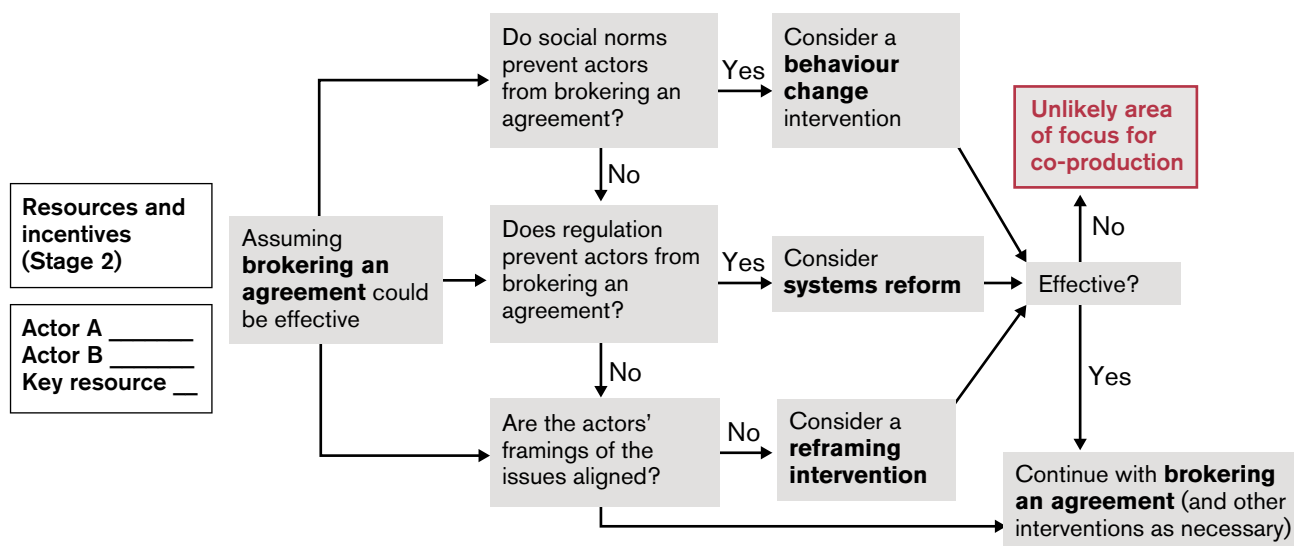 Resources and
incentives
(Stage 2)
Actor A ______
Actor B ______
Key resource __
Assuming
brokering an
agreement could
be effective
Do social norms
prevent actors
from brokering an
agreement?
Yes
Consider a
behaviour
change
intervention
No
Does regulation
prevent actors from
brokering an
agreement?
Yes
Consider
systems reform
No
Are the actors’
framings of the
issues aligned?
No
Consider a
reframing
intervention
Effective?
No
Unlikely area
of focus for
co-production
Yes
Continue with brokering
an agreement (and other
interventions as necessary)